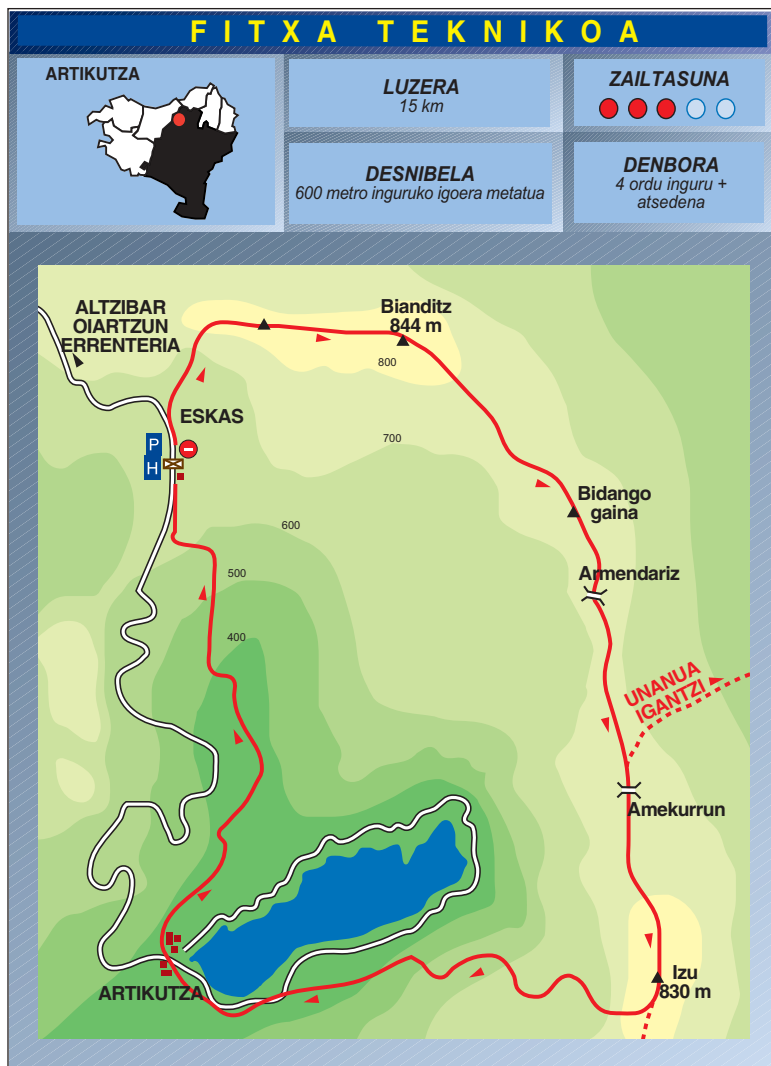 FITXA TEKNIKOA
ARTIKUTZA
LUZERA
15 km
ZAILTASUNA
DESNIBELA
600 metro inguruko igoera metatua
DENBORA
4 ordu inguru +
atsedena
ALTZIBAR
OIARTZUN
ERRENTERIA
Bianditz
844 m
800
ESKAS
P
H
700
Bidango
gaina
600
500
Armendariz
400
UNANUA
IGANTZI
Amekurrun
ARTIKUTZA
Izu
830 m